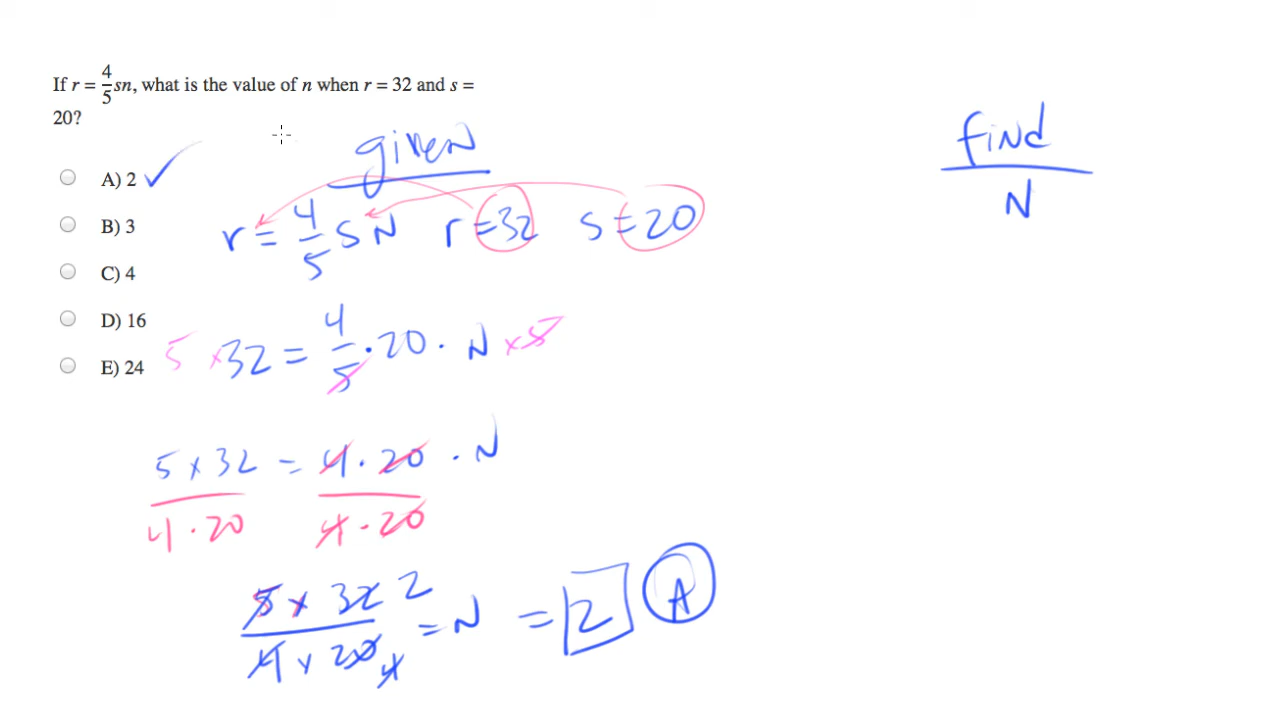 If r = 4/5 sn, what is the value of n when r = 32 and s =
20?
given
find
N
A) 2 ✓
r = 4/5 S N r = 32 S = 20
B) 3
C) 4
D) 16
5 × 32 = 4/5 · 20 · N × 5
E) 24
5 × 32 = 4 · 20 · N
4 · 20 4 · 20
5 × 32 2
4 × 20 4 = N = 2 A